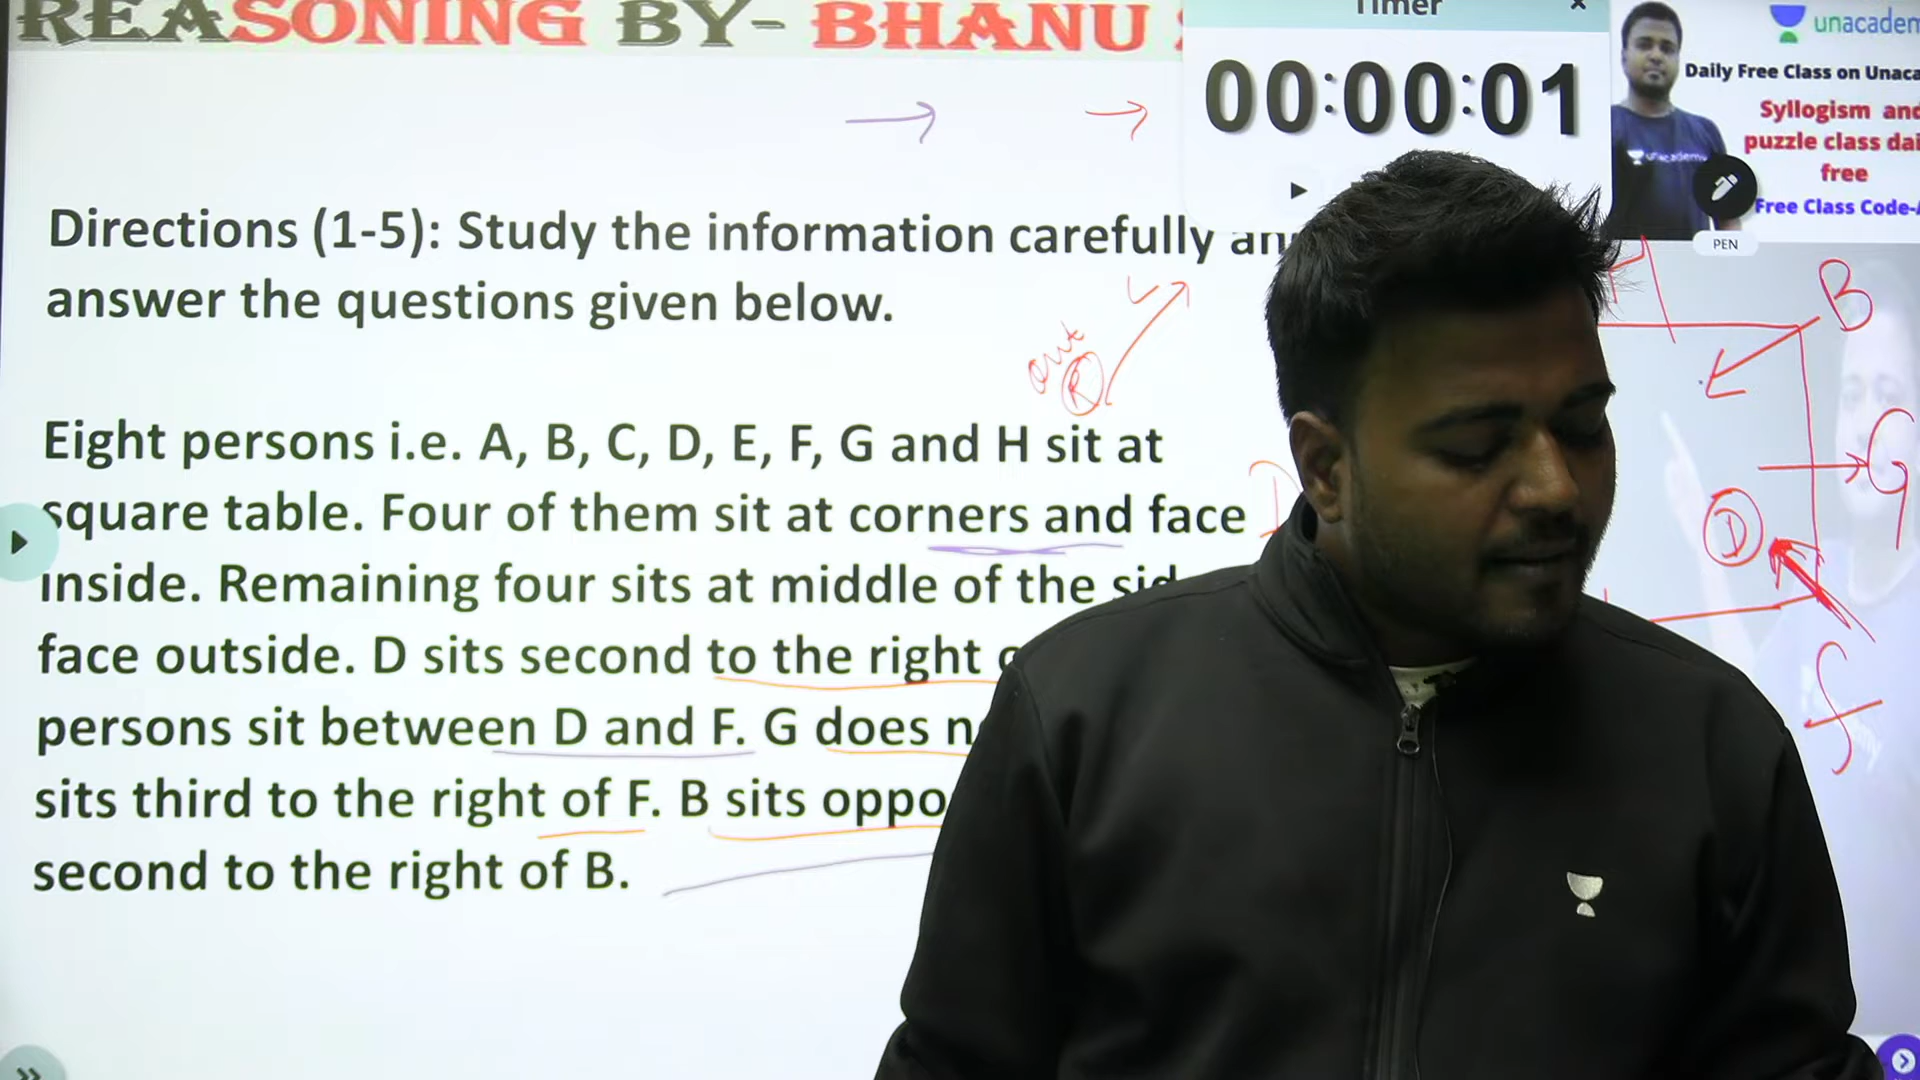 REASONING BY- BHANU
Timer
00:00:01
unacadem
Daily Free Class on Unaca
Syllogism and
puzzle class dai
free
Free Class Code-
unacademy
PEN
Directions (1-5): Study the information carefully an
answer the questions given below.
out
R
L
B
G
D
D
f
Eight persons i.e. A, B, C, D, E, F, G and H sit at
square table. Four of them sit at corners and face
inside. Remaining four sits at middle of the sid
face outside. D sits second to the right o
persons sit between D and F. G does n
sits third to the right of F. B sits oppo
second to the right of B.